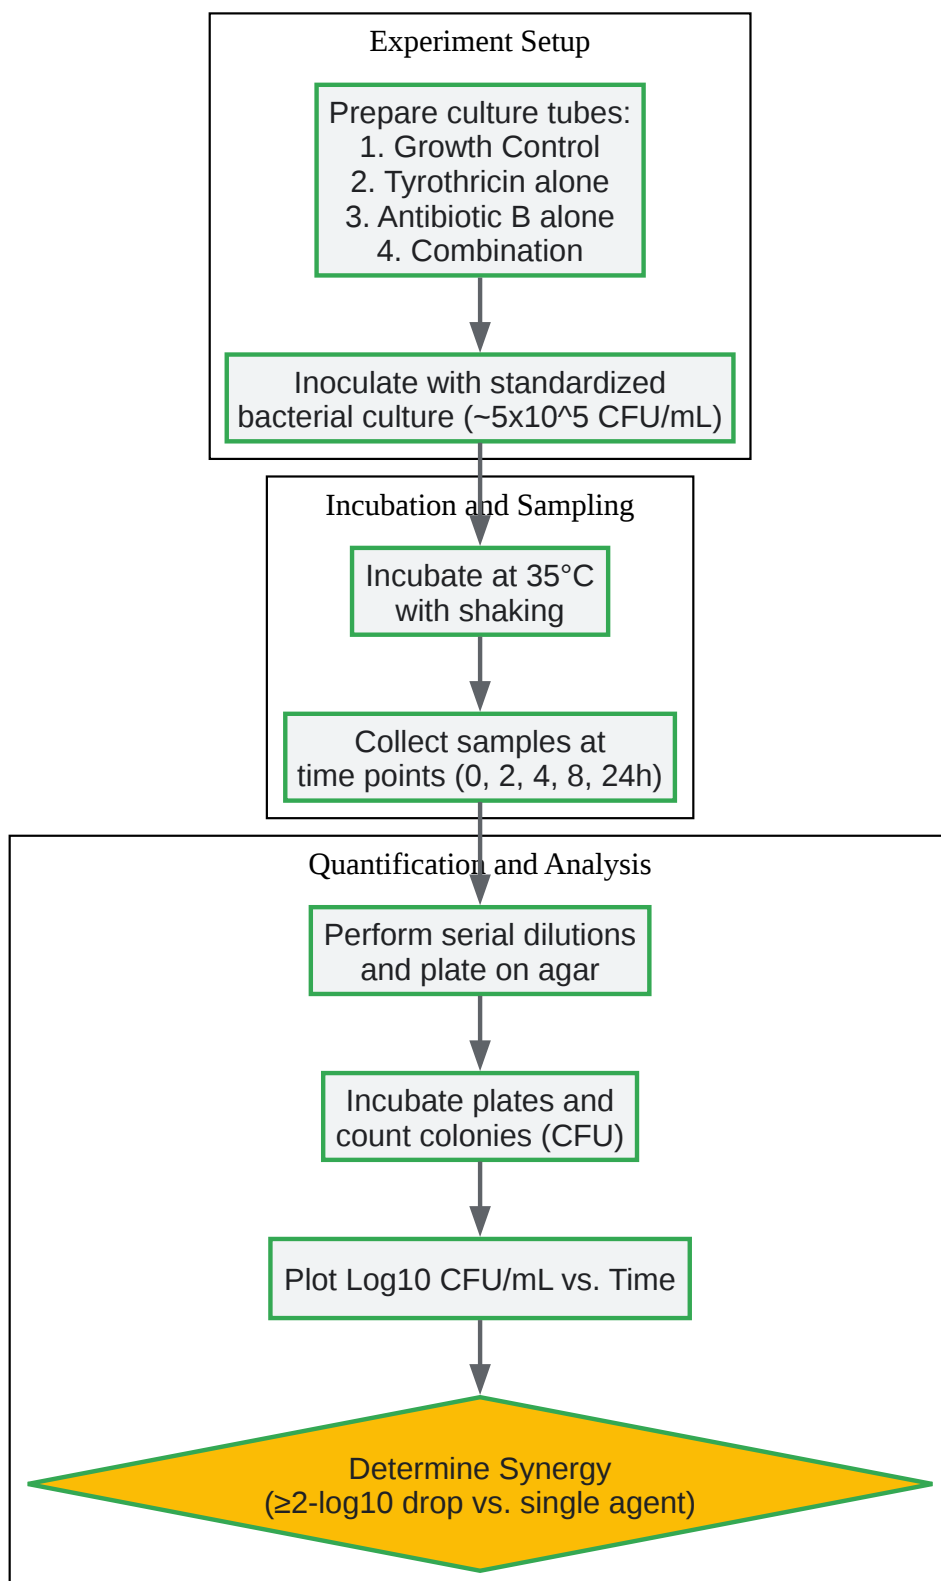 Experiment Setup
Prepare culture tubes:
1. Growth Control
2. Tyrothricin alone
3. Antibiotic B alone
4. Combination
Inoculate with standardized
bacterial culture (~5x10^5 CFU/mL)
Incubation and Sampling
Incubate at 35°C
with shaking
Collect samples at
time points (0, 2, 4, 8, 24h)
Quantification and Analysis
Perform serial dilutions
and plate on agar
Incubate plates and
count colonies (CFU)
Plot Log10 CFU/mL vs. Time
Determine Synergy
(≥2-log10 drop vs. single agent)